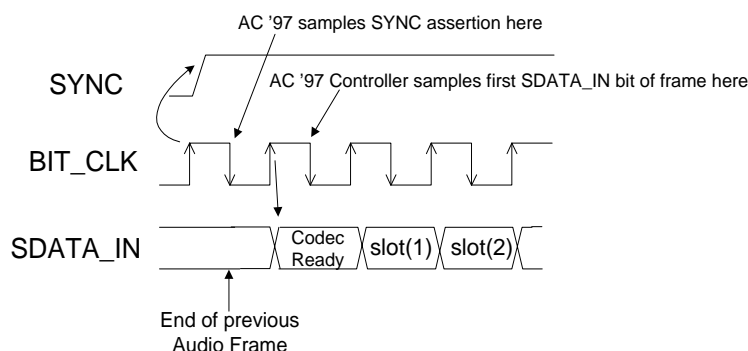 AC '97 samples SYNC assertion here
SYNC
AC '97 Controller samples first SDATA_IN bit of frame here
BIT_CLK
SDATA_IN
Codec
Ready
slot(1)
slot(2)
End of previous
Audio Frame